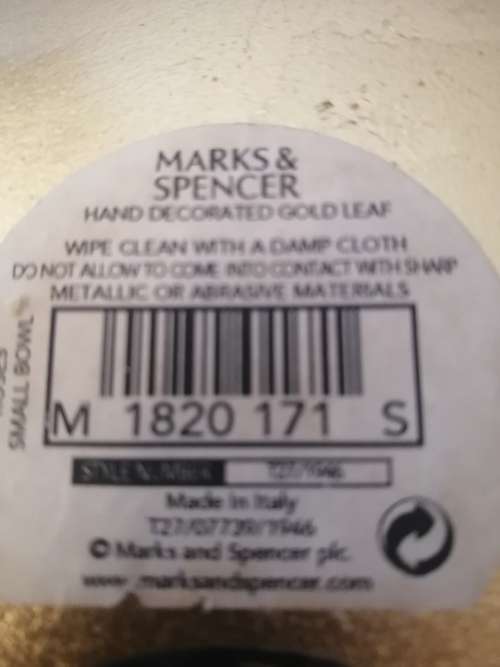 MARKS &
SPENCER
HAND DECORATED GOLD LEAF
WIPE CLEAN WITH A DAMP CLOTH
DO NOT ALLOW TO COME INTO CONTACT WITH SHARP
METALLIC OR ABRASIVE MATERIALS
SMALL BOWL
M 1820 171 S
T27/1946
Made in Italy
T27/07739/1946
© Marks and Spencer plc.
www.marksandspencer.com